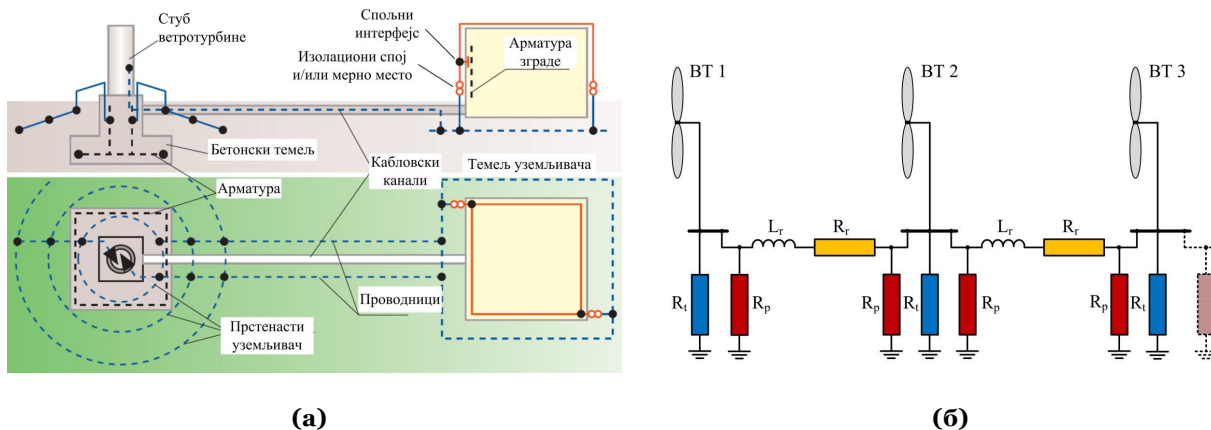 Стуб
ветротурбине
Спољни
интерфејс
Изолациони спој
и/или мерно место
Арматура
зграде
Бетонски темељ
Арматура
Кабловски
канали
Темељ уземљивача
Проводници
Прстенасти
уземљивач
(а)
ВТ 1
ВТ 2
ВТ 3
Lr
Rr
Lr
Rr
Rt
Rp
Rp
Rt
Rp
Rp
Rt
(б)